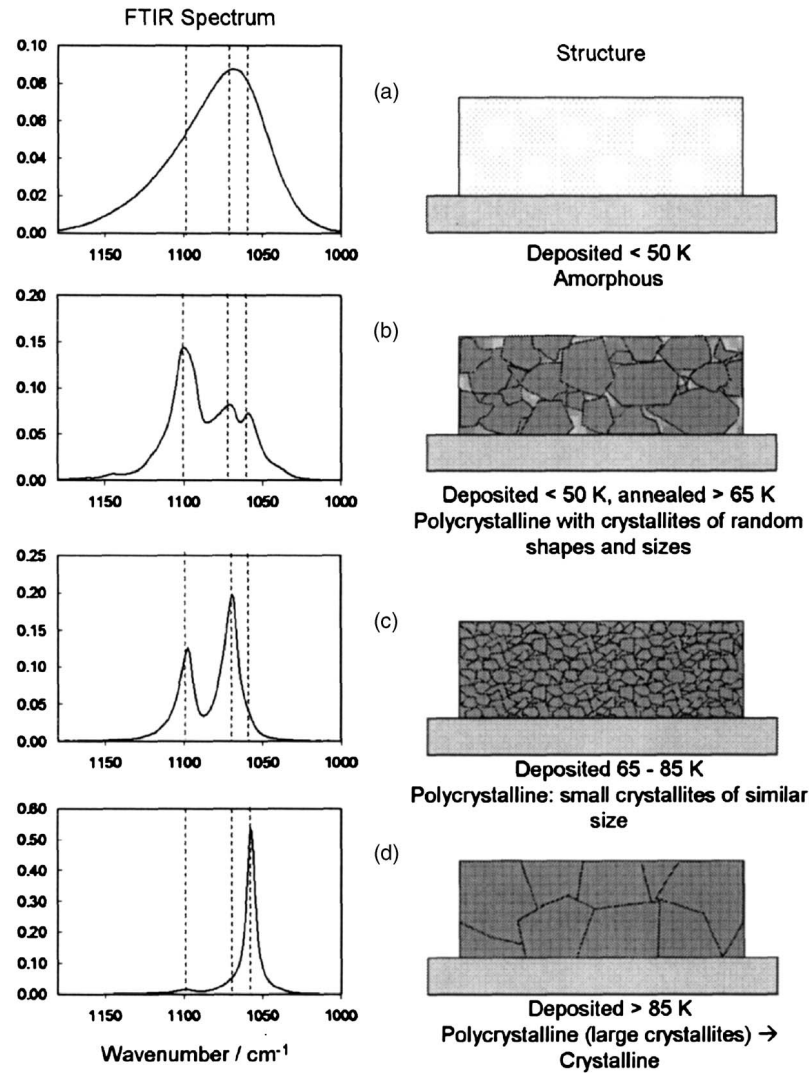 FTIR Spectrum
Structure
0.10
0.08
0.06
0.04
0.02
0.00
1150
1100
1050
1000
(a)
Deposited < 50 K
Amorphous
0.20
0.15
0.10
0.05
0.00
1150
1100
1050
1000
(b)
Deposited < 50 K, annealed > 65 K
Polycrystalline with crystallites of random
shapes and sizes
0.25
0.20
0.15
0.10
0.05
0.00
1150
1100
1050
1000
(c)
Deposited 65 - 85 K
Polycrystalline: small crystallites of similar
size
0.60
0.50
0.40
0.30
0.20
0.10
0.00
1150
1100
1050
1000
Wavenumber / cm⁻¹
(d)
Deposited > 85 K
Polycrystalline (large crystallites) →
Crystalline